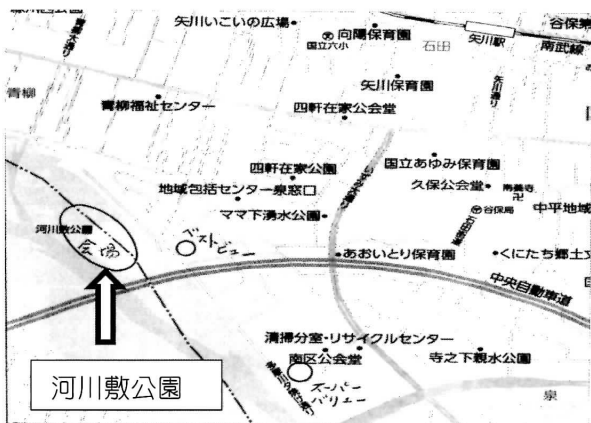 矢川いこいの広場
向陽保育園
国立六小
石田
矢川駅
谷保第
南武線
矢川保育園
矢川通り
青柳
青柳福祉センター
四軒在家公会堂
四軒在家公園
国立あゆみ保育園
地域包括センター泉窓口
久保公会堂
南養寺
ママ下湧水公園
谷保局
中平地域
河川敷公園
会場
ベストビュー
あおいとり保育園
くにたち郷土文
中央自動車道
清掃分室・リサイクルセンター
南区公会堂
寺之下親水公園
スーパー
バリュー
泉
河川敷公園